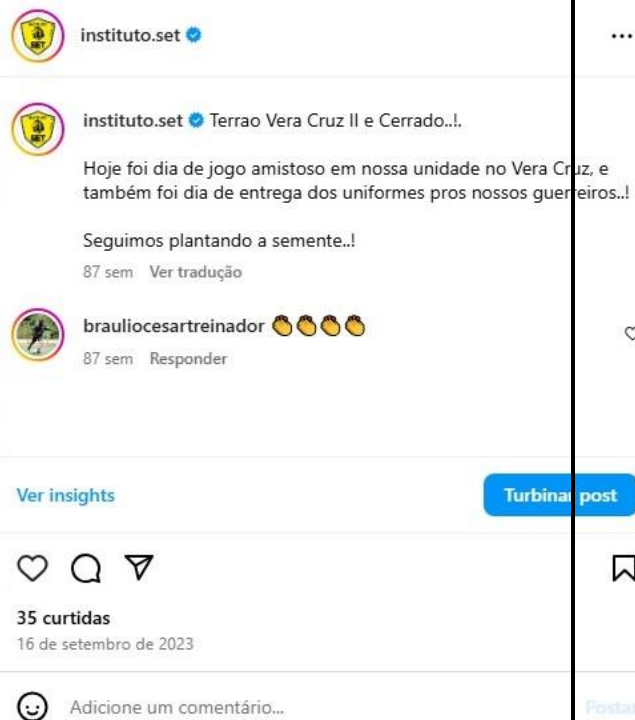 instituto.set
instituto.set Terrao Vera Cruz II e Cerrado..!.
Hoje foi dia de jogo amistoso em nossa unidade no Vera Cruz, e
também foi dia de entrega dos uniformes pros nossos guerreiros..!
Seguimos plantando a semente..!
87 sem Ver tradução
brauliocesartreinador 👏👏👏👏
87 sem Responder
Ver insights
Turbinar post
35 curtidas
16 de setembro de 2023
Adicione um comentário...
Postar